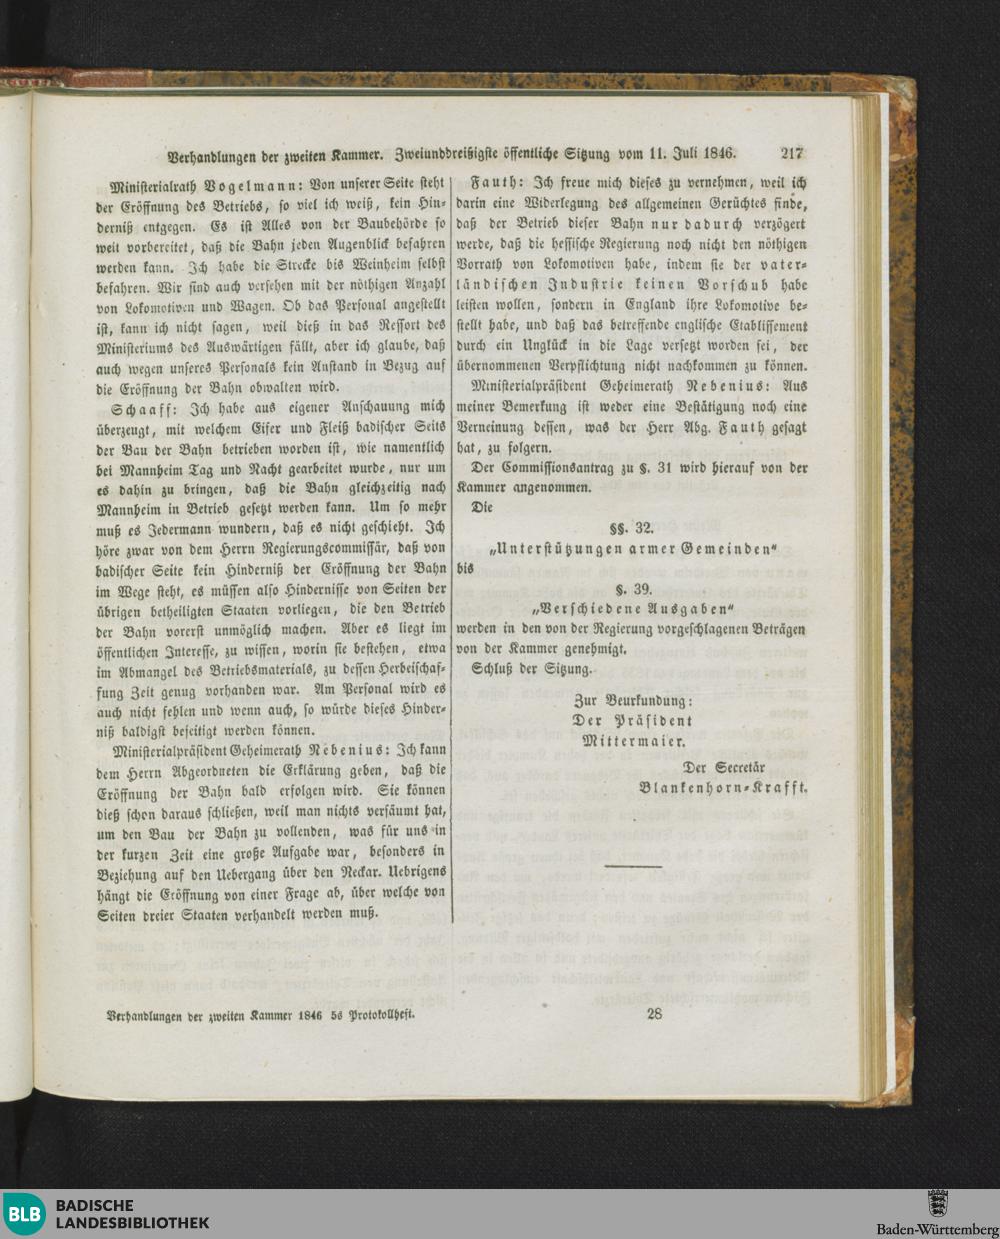 Verhandlungen der zweiten Kammer. Zweiunddreißigste öffentliche Sitzung vom 11. Juli 1846. 217
Ministerialrath Vogelmann: Von unserer Seite steht
der Eröffnung des Betriebs, so viel ich weiß, kein Hin-
derniß entgegen. Es ist Alles von der Baubehörde so
weit vorbereitet, daß die Bahn jeden Augenblick befahren
werden kann. Ich habe die Strecke bis Weinheim selbst
befahren. Wir sind auch versehen mit der nöthigen Anzahl
von Lokomotiven und Wagen. Ob das Personal angestellt
ist, kann ich nicht sagen, weil dieß in das Ressort des
Ministeriums des Auswärtigen fällt, aber ich glaube, daß
auch wegen unseres Personals kein Anstand in Bezug auf
die Eröffnung der Bahn obwalten wird.
Schaaff: Ich habe aus eigener Anschauung mich
überzeugt, mit welchem Eifer und Fleiß badischer Seits
der Bau der Bahn betrieben worden ist, wie namentlich
bei Mannheim Tag und Nacht gearbeitet wurde, nur um
es dahin zu bringen, daß die Bahn gleichzeitig nach
Mannheim in Betrieb gesetzt werden kann. Um so mehr
muß es Jedermann wundern, daß es nicht geschieht. Ich
höre zwar von dem Herrn Regierungscommissär, daß von
badischer Seite kein Hinderniß der Eröffnung der Bahn
im Wege steht, es müssen also Hindernisse von Seiten der
übrigen betheiligten Staaten vorliegen, die den Betrieb
der Bahn vorerst unmöglich machen. Aber es liegt im
öffentlichen Interesse, zu wissen, worin sie bestehen, etwa
im Abmangel des Betriebsmaterials, zu dessen Herbeischaf-
fung Zeit genug vorhanden war. Am Personal wird es
auch nicht fehlen und wenn auch, so würde dieses Hinder-
niß baldigst beseitigt werden können.
Ministerialpräsident Geheimerath Nebenius: Ich kann
dem Herrn Abgeordneten die Erklärung geben, daß die
Eröffnung der Bahn bald erfolgen wird. Sie können
dieß schon daraus schließen, weil man nichts versäumt hat,
um den Bau der Bahn zu vollenden, was für uns in
der kurzen Zeit eine große Aufgabe war, besonders in
Beziehung auf den Uebergang über den Neckar. Uebrigens
hängt die Eröffnung von einer Frage ab, über welche von
Seiten dreier Staaten verhandelt werden muß.
Fauth: Ich freue mich dieses zu vernehmen, weil ich
darin eine Widerlegung des allgemeinen Gerüchtes finde,
daß der Betrieb dieser Bahn nur dadurch verzögert
werde, daß die hessische Regierung noch nicht den nöthigen
Vorrath von Lokomotiven habe, indem sie der vater-
ländischen Industrie keinen Vorschub habe
leisten wollen, sondern in England ihre Lokomotive be-
stellt habe, und daß das betreffende englische Etablissement
durch ein Unglück in die Lage versetzt worden sei, der
übernommenen Verpflichtung nicht nachkommen zu können.
Ministerialpräsident Geheimerath Nebenius: Aus
meiner Bemerkung ist weder eine Bestätigung noch eine
Verneinung dessen, was der Herr Abg. Fauth gesagt
hat, zu folgern.
Der Commissionsantrag zu §. 31 wird hierauf von der
Kammer angenommen.
Die
§§. 32.
„Unterstützungen armer Gemeinden“
bis
§. 39.
„Verschiedene Ausgaben“
werden in den von der Regierung vorgeschlagenen Beträgen
von der Kammer genehmigt.
Schluß der Sitzung.
Zur Beurkundung:
Der Präsident
Mittermaier.
Der Secretär
Blankenhorn-Krafft.
Verhandlungen der zweiten Kammer 1846 5s Protokollheft. 28
BLB BADISCHE
LANDESBIBLIOTHEK
Baden-Württemberg